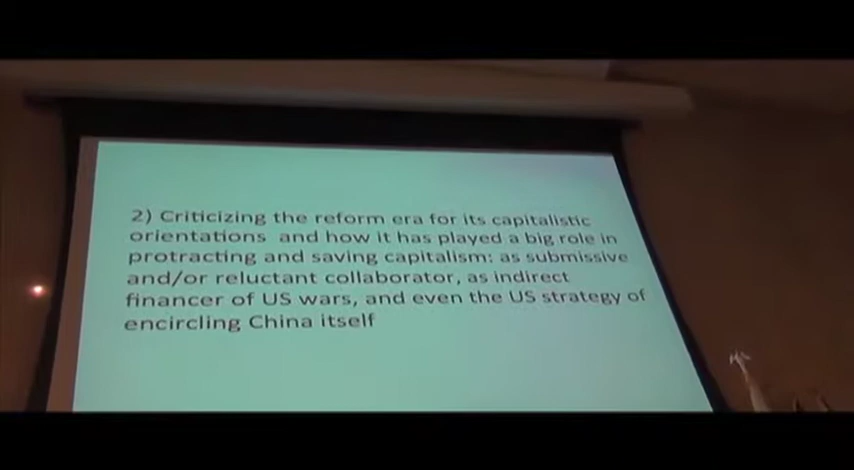 2) Criticizing the reform era for its capitalistic
orientations and how it has played a big role in
protracting and saving capitalism: as submissive
and/or reluctant collaborator, as indirect
financer of US wars, and even the US strategy of
encircling China itself